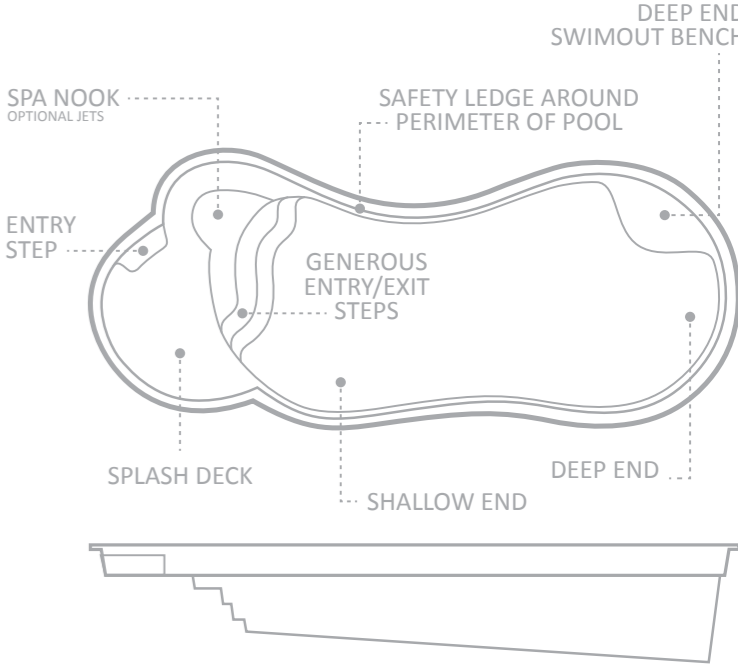 DEEP END
SWIMOUT BENCH
SPA NOOK
OPTIONAL JETS
SAFETY LEDGE AROUND
PERIMETER OF POOL
ENTRY
STEP
GENEROUS
ENTRY/EXIT
STEPS
SPLASH DECK
DEEP END
SHALLOW END